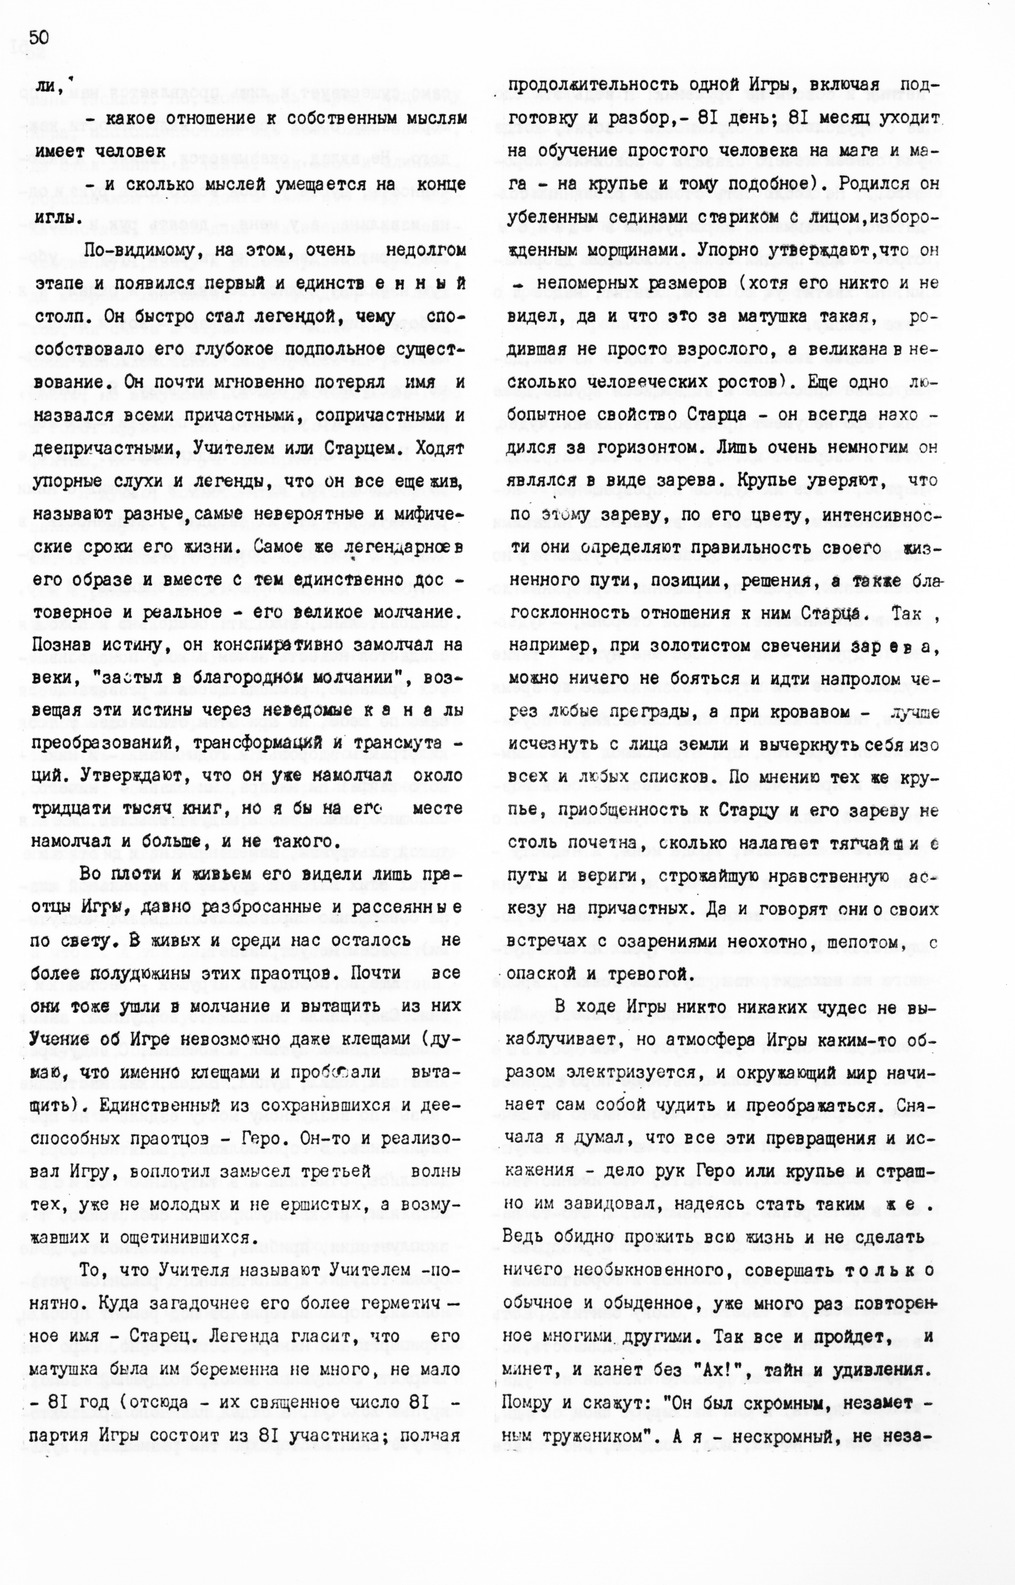 50
ли,
- какое отношение к собственным мыслям
имеет человек
- и сколько мыслей умещается на конце
иглы.
По-видимому, на этом, очень недолгом
этапе и появился первый и единств е н н ы й
столп. Он быстро стал легендой, чему спо-
собствовало его глубокое подпольное сущест-
вование. Он почти мгновенно потерял имя и
назвался всеми причастными, сопричастными и
деепричастными, Учителем или Старцем. Ходят
упорные слухи и легенды, что он все еще жив,
называют разные,самые невероятные и мифиче-
ские сроки его жизни. Самое же легендарное в
его образе и вместе с тем единственно дос -
товерное и реальное - его великое молчание.
Познав истину, он конспиративно замолчал на
веки, "застыл в благородном молчании", воз-
вещая эти истины через неведомые к а н а лы
преобразований, трансформаций и трансмута -
ций. Утверждают, что он уже намолчал около
тридцати тысяч книг, но я бы на его месте
намолчал и больше, и не такого.
Во плоти и живьем его видели лишь пра-
отцы Игры, давно разбросанные и рассеянн ы е
по свету. В живых и среди нас осталось не
более полудюжины этих праотцов. Почти все
они тоже ушли в молчание и вытащить из них
Учение об Игре невозможно даже клещами (ду-
маю, что именно клещами и пробовали выта-
щить). Единственный из сохранившихся и дее-
способных праотцов - Геро. Он-то и реализо-
вал Игру, воплотил замысел третьей волны
тех, уже не молодых и не ершистых, а возму-
жавших и ощетинившихся.
То, что Учителя называют Учителем -по-
нятно. Куда загадочнее его более герметич —
ное имя - Старец. Легенда гласит, что его
матушка была им беременна не много, не мало
- 81 год (отсюда - их священное число 81 -
партия Игры состоит из 81 участника; полная
продолжительность одной Игры, включая под-
готовку и разбор,- 81 день; 81 месяц уходит
на обучение простого человека на мага и ма-
га - на крупье и тому подобное). Родился он
убеленным сединами стариком с лицом,изборо-
жденным морщинами. Упорно утверждают,что он
- непомерных размеров (хотя его никто и не
видел, да и что это за матушка такая, ро-
дившая не просто взрослого, а великана в не-
сколько человеческих ростов). Еще одно лю-
бопытное свойство Старца - он всегда нахо -
дился за горизонтом. Лишь очень немногим он
являлся в виде зарева. Крупье уверяют, что
по этому зареву, по его цвету, интенсивнос-
ти они определяют правильность своего жиз-
ненного пути, позиции, решения, а также бла-
госклонность отношения к ним Старца. Так ,
например, при золотистом свечении зар е в а,
можно ничего не бояться и идти напролом че-
рез любые преграды, а при кровавом - лучше
исчезнуть с лица земли и вычеркнуть себя изо
всех и любых списков. По мнению тех же кру-
пье, приобщенность к Старцу и его зареву не
столь почетна, сколько налагает тягчайш и е
путы и вериги, строжайшую нравственную ас-
кезу на причастных. Да и говорят они о своих
встречах с озарениями неохотно, шепотом, с
опаской и тревогой.
В ходе Игры никто никаких чудес не вы-
каблучивает, но атмосфера Игры каким-то об-
разом электризуется, и окружающий мир начи-
нает сам собой чудить и преображаться. Сна-
чала я думал, что все эти превращения и ис-
кажения - дело рук Геро или крупье и страш-
но им завидовал, надеясь стать таким ж е .
Ведь обидно прожить всю жизнь и не сделать
ничего необыкновенного, совершать т о л ь к о
обычное и обыденное, уже много раз повторен-
ное многими другими. Так все и пройдет, и
минет, и канет без "Ах!", тайн и удивления.
Помру и скажут: "Он был скромным, незамет -
ным тружеником". А я - нескромный, не неза-